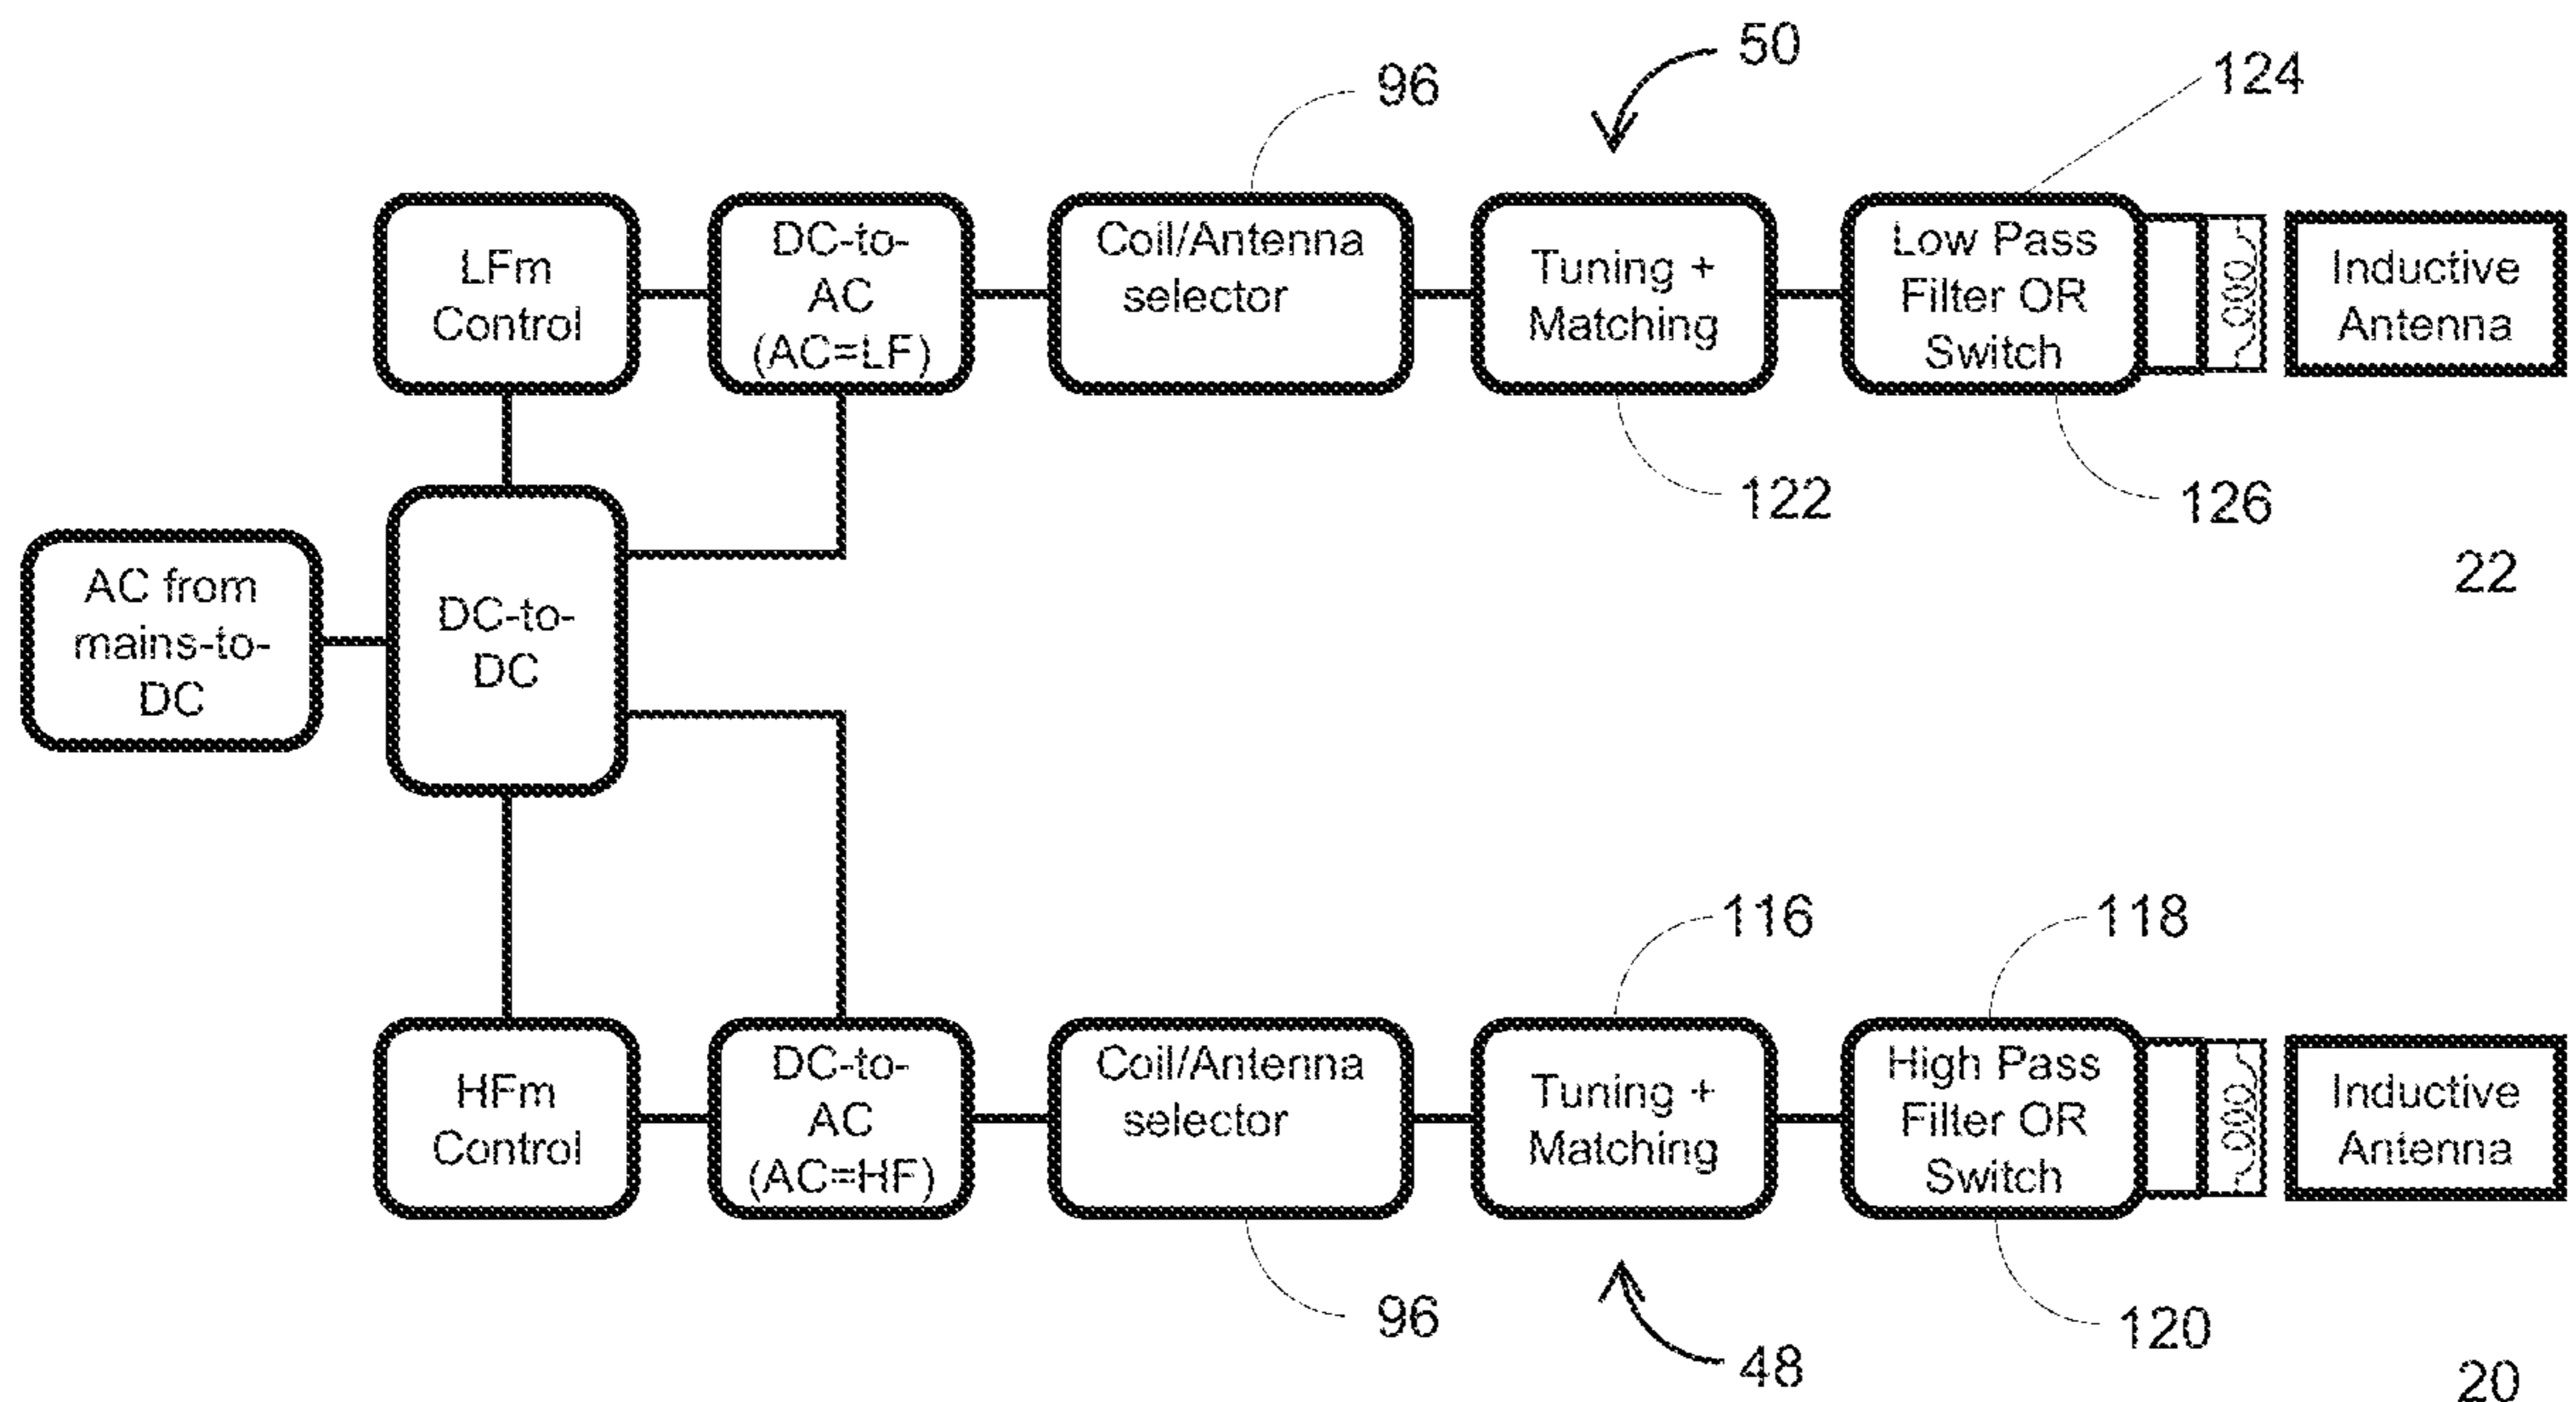 50
96
124
LFm
Control
DC-to-
AC
(AC=LF)
Coil/Antenna
selector
Tuning +
Matching
Low Pass
Filter OR
Switch
Inductive
Antenna
122
126
22
AC from
mains-to-
DC
DC-to-
DC
116
118
HFm
Control
DC-to-
AC
(AC=HF)
Coil/Antenna
selector
Tuning +
Matching
High Pass
Filter OR
Switch
Inductive
Antenna
96
48
120
20